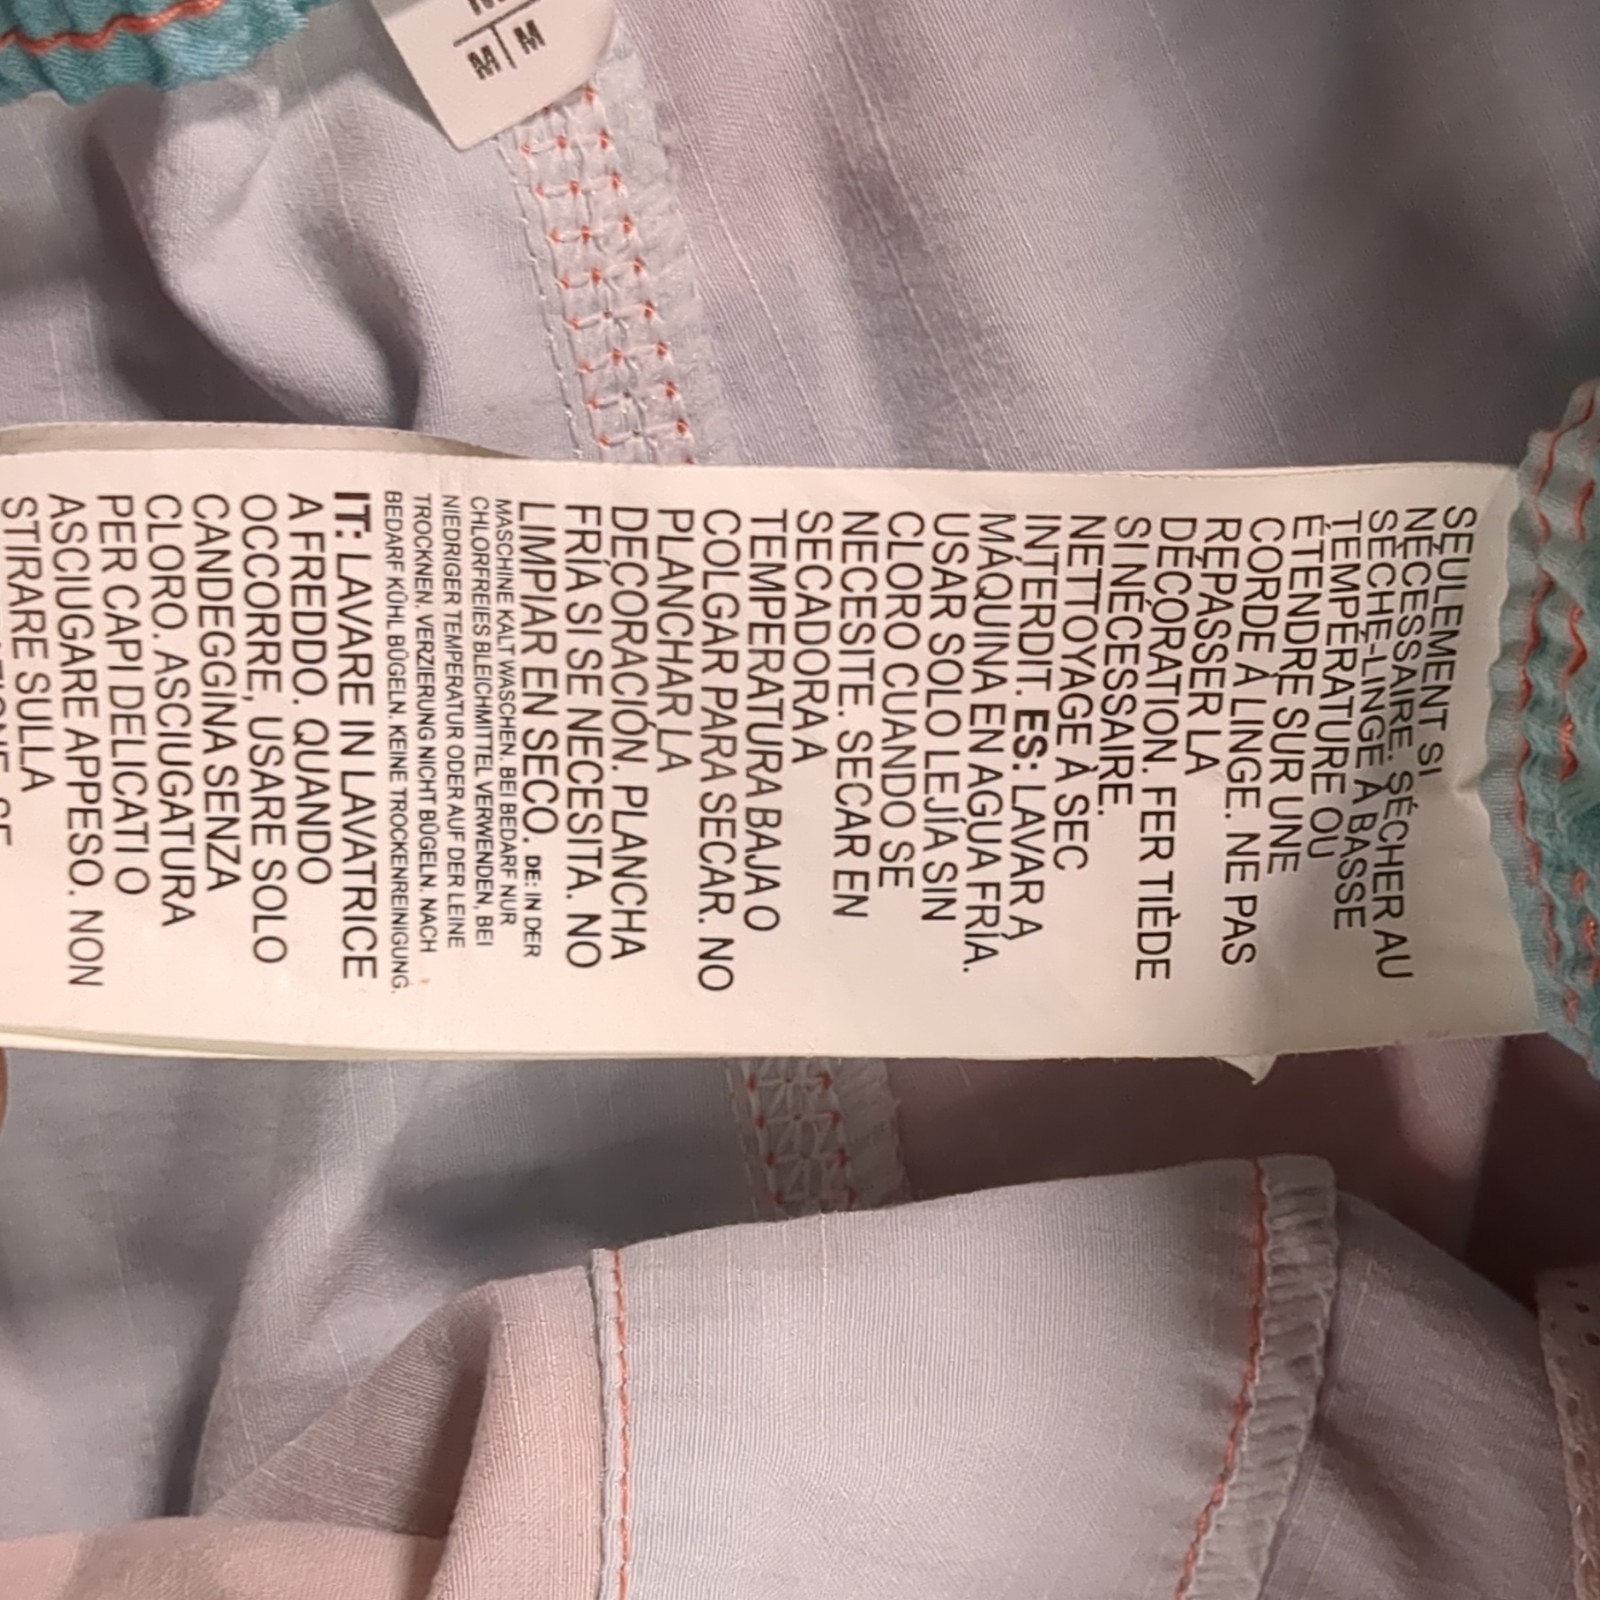 M M
SEULEMENT SI
NÉCESSAIRE. SÉCHER AU
SÈCHE-LINGE À BASSE
TEMPÉRATURE OU
ÉTENDRE SUR UNE
CORDE À LINGE. NE PAS
REPASSER LA
DÉCORATION. FER TIÈDE
SI NÉCESSAIRE.
NETTOYAGE À SEC
INTERDIT. ES: LAVAR A
MÁQUINA EN AGUA FRÍA.
USAR SOLO LEJÍA SIN
CLORO CUANDO SE
NECESITE. SECAR EN
SECADORA A
TEMPERATURA BAJA O
COLGAR PARA SECAR. NO
PLANCHAR LA
DECORACIÓN. PLANCHA
FRÍA SI SE NECESITA. NO
LIMPIAR EN SECO. DE: IN DER
MASCHINE KALT WASCHEN. BEI BEDARF NUR
CHLORFREIES BLEICHMITTEL VERWENDEN, BEI
NIEDRIGER TEMPERATUR ODER AUF DER LEINE
TROCKNEN. VERZIERUNG NICHT BÜGELN. NACH
BEDARF KÜHL BÜGELN. KEINE TROCKENREINIGUNG.
IT: LAVARE IN LAVATRICE
A FREDDO. QUANDO
OCCORRE, USARE SOLO
CANDEGGINA SENZA
CLORO. ASCIUGATURA
PER CAPI DELICATI O
ASCIUGARE APPESO. NON
STIRARE SULLA